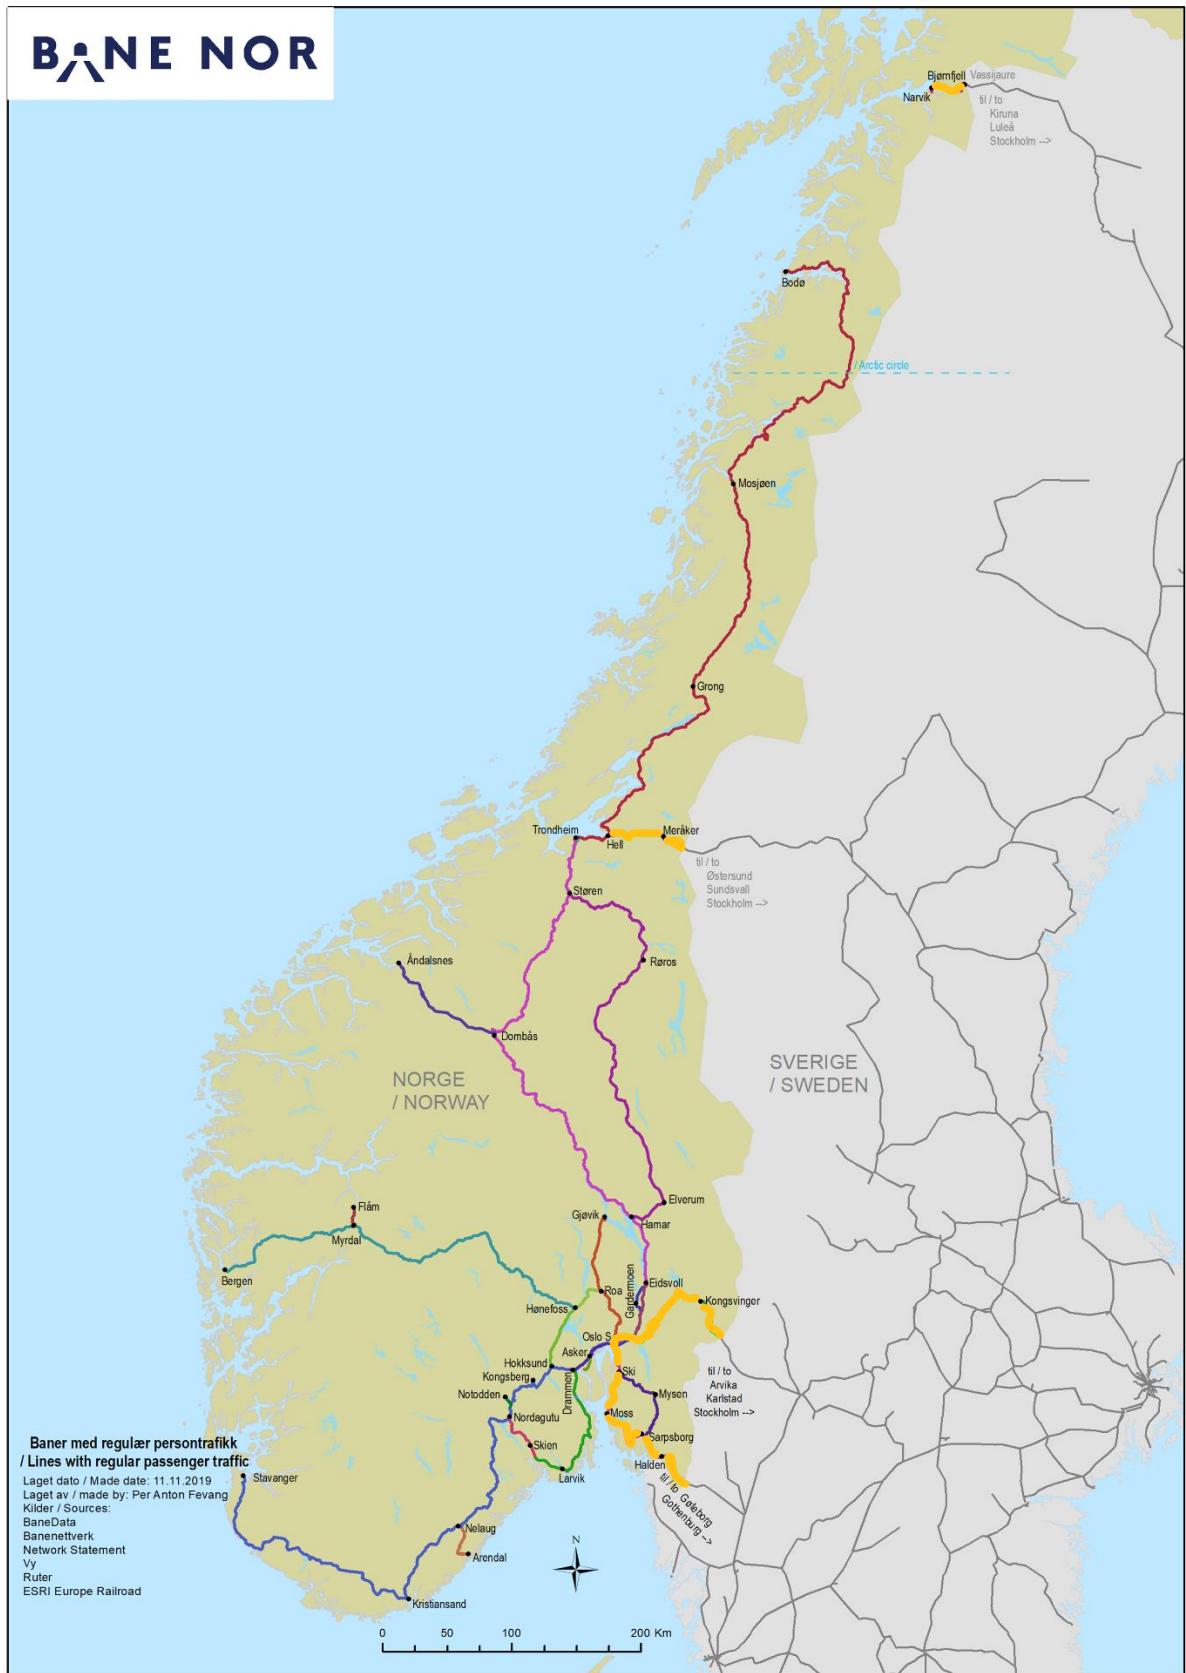 BANE NOR
Bjørnfjell
Vassijaure
Narvik
til / to
Kiruna
Luleå
Stockholm -->
Bodø
/ Arctic circle
Mosjøen
Grong
Trondheim
Hell
Meråker
til / to
Østersund
Sundsvall
Stockholm -->
Støren
Røros
Åndalsnes
Dombås
NORGE
/ NORWAY
SVERIGE
/ SWEDEN
Elverum
Flåm
Gjøvik
Hamar
Myrdal
Bergen
Eidsvoll
Gardermoen
Roa
Kongsvinger
Hønefoss
Oslo S
Asker
Hokksund
Ski
Kongsberg
Drammen
til / to
Arvika
Karlstad
Stockholm -->
Notodden
Mysen
Nordagutu
Moss
Sarpsborg
Skien
Halden
Larvik
til / to Gøteborg
Gothenburg -->
Baner med regulær persontrafikk
/ Lines with regular passenger traffic
Laget dato / Made date: 11.11.2019
Laget av / made by: Per Anton Fevang
Kilder / Sources:
BaneData
Banenettverk
Network Statement
Vy
Ruter
ESRI Europe Railroad
Stavanger
Nelaug
Arendal
Kristiansand
N
0 50 100 200 Km